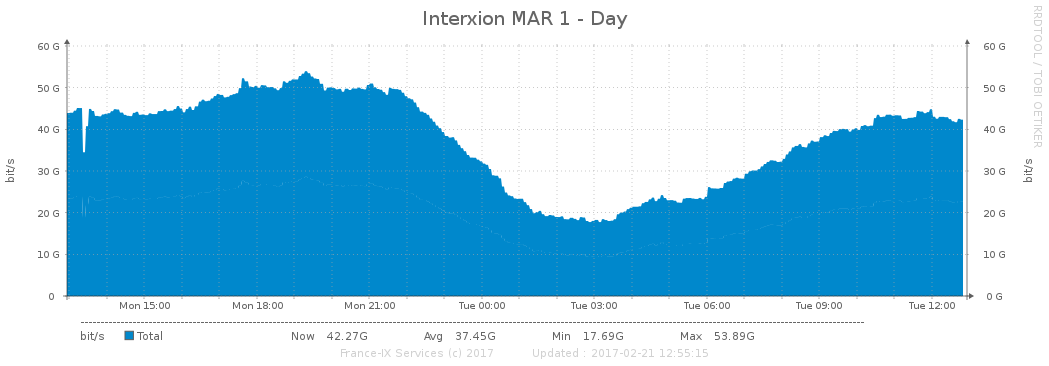 Interxion MAR 1 - Day
RRDTOOL / TOBI OETIKER
60 G 60 G
50 G 50 G
40 G 40 G
30 G 30 G
20 G 20 G
10 G 10 G
0 0 G
bit/s bit/s
Mon 15:00 Mon 18:00 Mon 21:00 Tue 00:00 Tue 03:00 Tue 06:00 Tue 09:00 Tue 12:00
bit/s Total Now 42.27G Avg 37.45G Min 17.69G Max 53.89G
France-IX Services (c) 2017 Updated : 2017-02-21 12:55:15